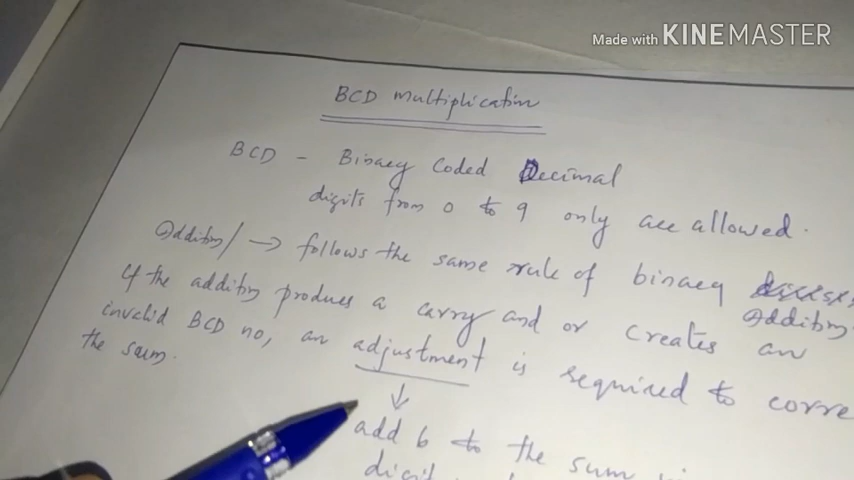 Made with KINEMASTER
BCD multiplication
BCD - Binary Coded Decimal
digits from 0 to 9 only are allowed.
Addition/ → follows the same rule of binary
Addition
If the addition produces a carry and or creates an
invalid BCD no, an adjustment is required to corre
the sum.
↓
add 6 to the sum
digit